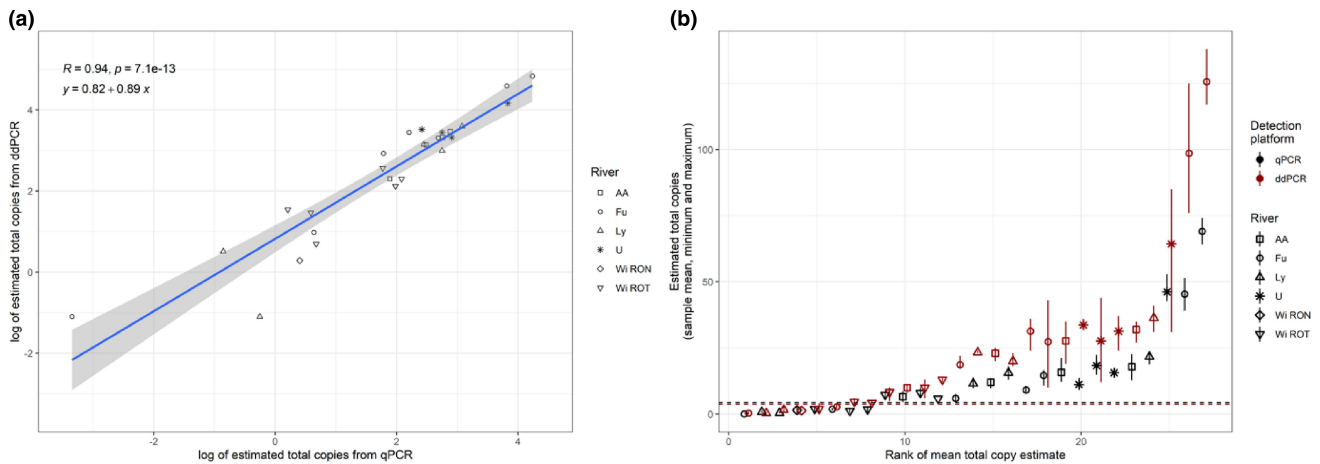 (a)
R = 0.94, p = 7.1e-13
y = 0.82 + 0.89 x
log of estimated total copies from ddPCR
4
2
0
-2
-2
0
2
4
log of estimated total copies from qPCR
River
AA
Fu
Ly
U
Wi RON
Wi ROT
(b)
Estimated total copies
(sample mean, minimum and maximum)
100
50
0
0
10
20
Rank of mean total copy estimate
Detection
platform
qPCR
ddPCR
River
AA
Fu
Ly
U
Wi RON
Wi ROT